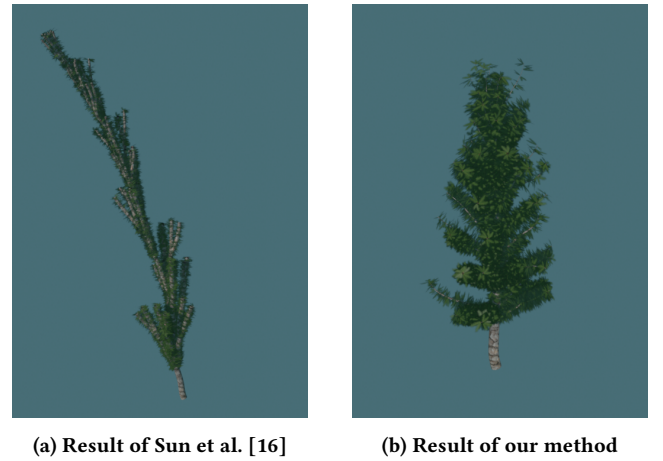 (a) Result of Sun et al. [16]
(b) Result of our method